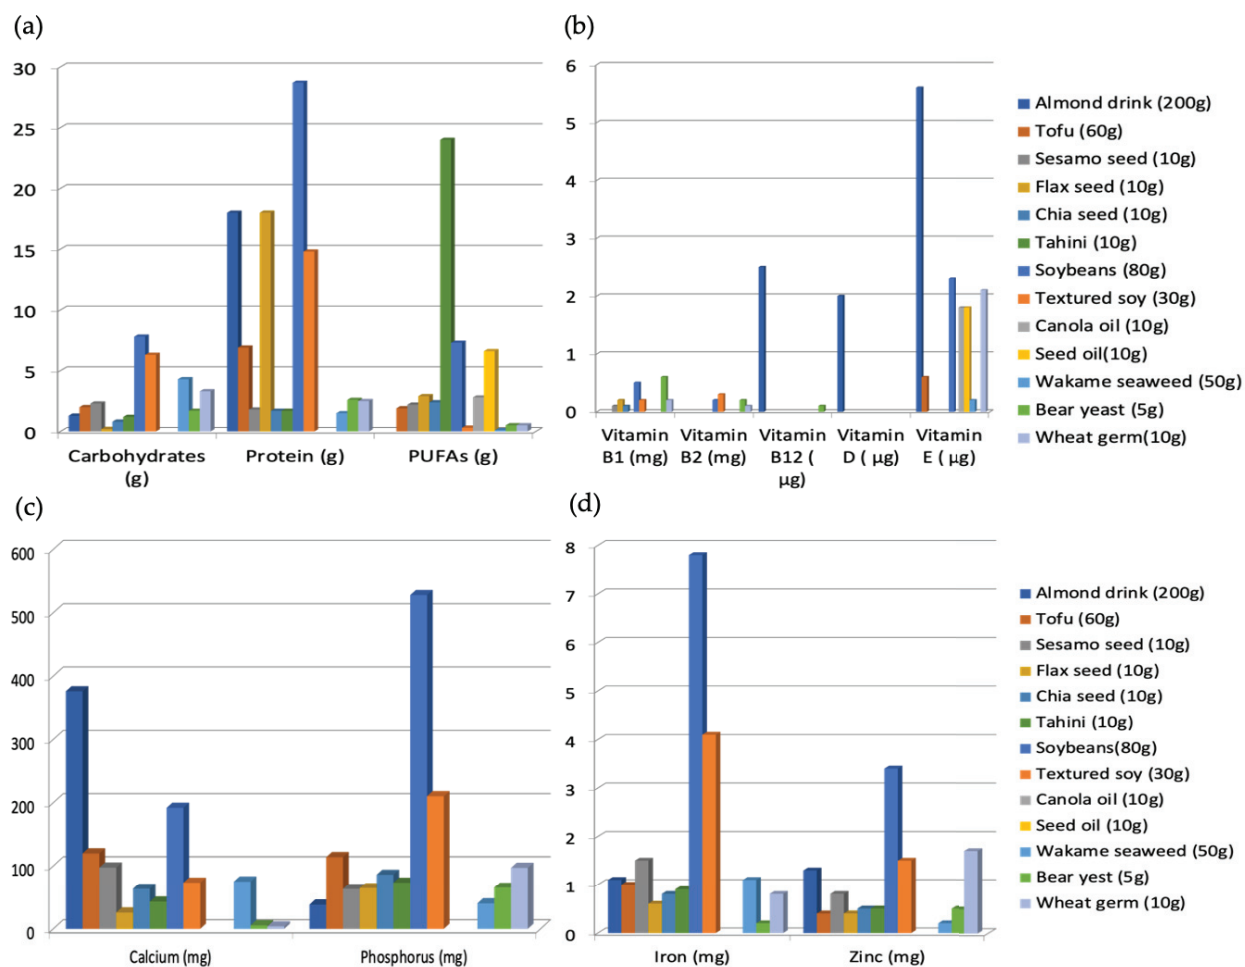 (a)
30
25
20
15
10
5
0
Carbohydrates
(g)
Protein (g)
PUFAs (g)
(b)
6
5
4
3
2
1
0
Vitamin
B1 (mg)
Vitamin
B2 (mg)
Vitamin
B12 (
µg)
Vitamin
D ( µg)
Vitamin
E ( µg)
Almond drink (200g)
Tofu (60g)
Sesamo seed (10g)
Flax seed (10g)
Chia seed (10g)
Tahini (10g)
Soybeans (80g)
Textured soy (30g)
Canola oil (10g)
Seed oil(10g)
Wakame seaweed (50g)
Bear yeast (5g)
Wheat germ(10g)
(c)
600
500
400
300
200
100
0
Calcium (mg)
Phosphorus (mg)
(d)
8
7
6
5
4
3
2
1
0
Iron (mg)
Zinc (mg)
Almond drink (200g)
Tofu (60g)
Sesamo seed (10g)
Flax seed (10g)
Chia seed (10g)
Tahini (10g)
Soybeans(80g)
Textured soy (30g)
Canola oil (10g)
Seed oil (10g)
Wakame seaweed (50g)
Bear yest (5g)
Wheat germ (10g)